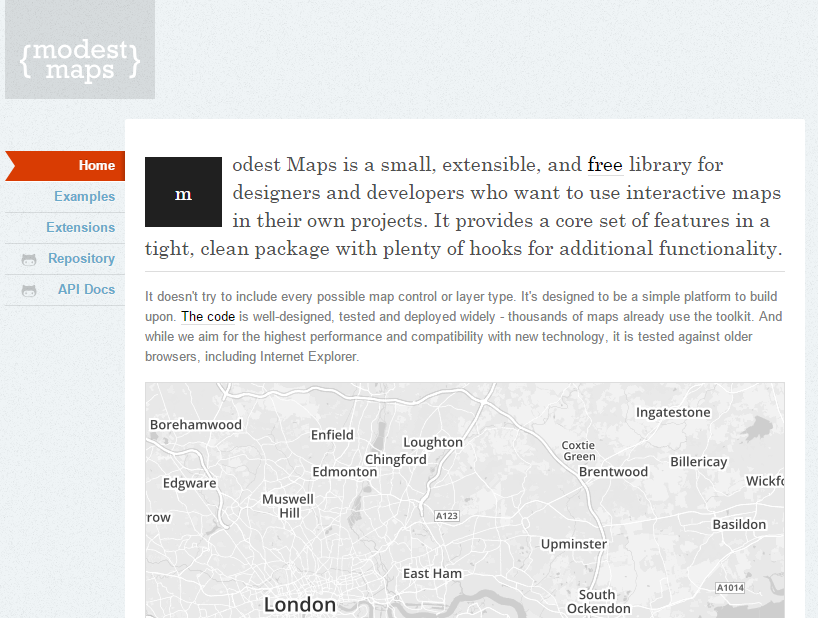 {modest
maps}
Home
Examples
Extensions
Repository
API Docs
m
odest Maps is a small, extensible, and free library for
designers and developers who want to use interactive maps
in their own projects. It provides a core set of features in a
tight, clean package with plenty of hooks for additional functionality.
It doesn't try to include every possible map control or layer type. It's designed to be a simple platform to build
upon. The code is well-designed, tested and deployed widely - thousands of maps already use the toolkit. And
while we aim for the highest performance and compatibility with new technology, it is tested against older
browsers, including Internet Explorer.
Ingatestone
Borehamwood
Enfield
Loughton
Coxtie
Green
Chingford
Billericay
Edmonton
Brentwood
Edgware
Wickfo
Muswell
Hill
rrow
A123
Basildon
Upminster
East Ham
A1014
South
Ockendon
London